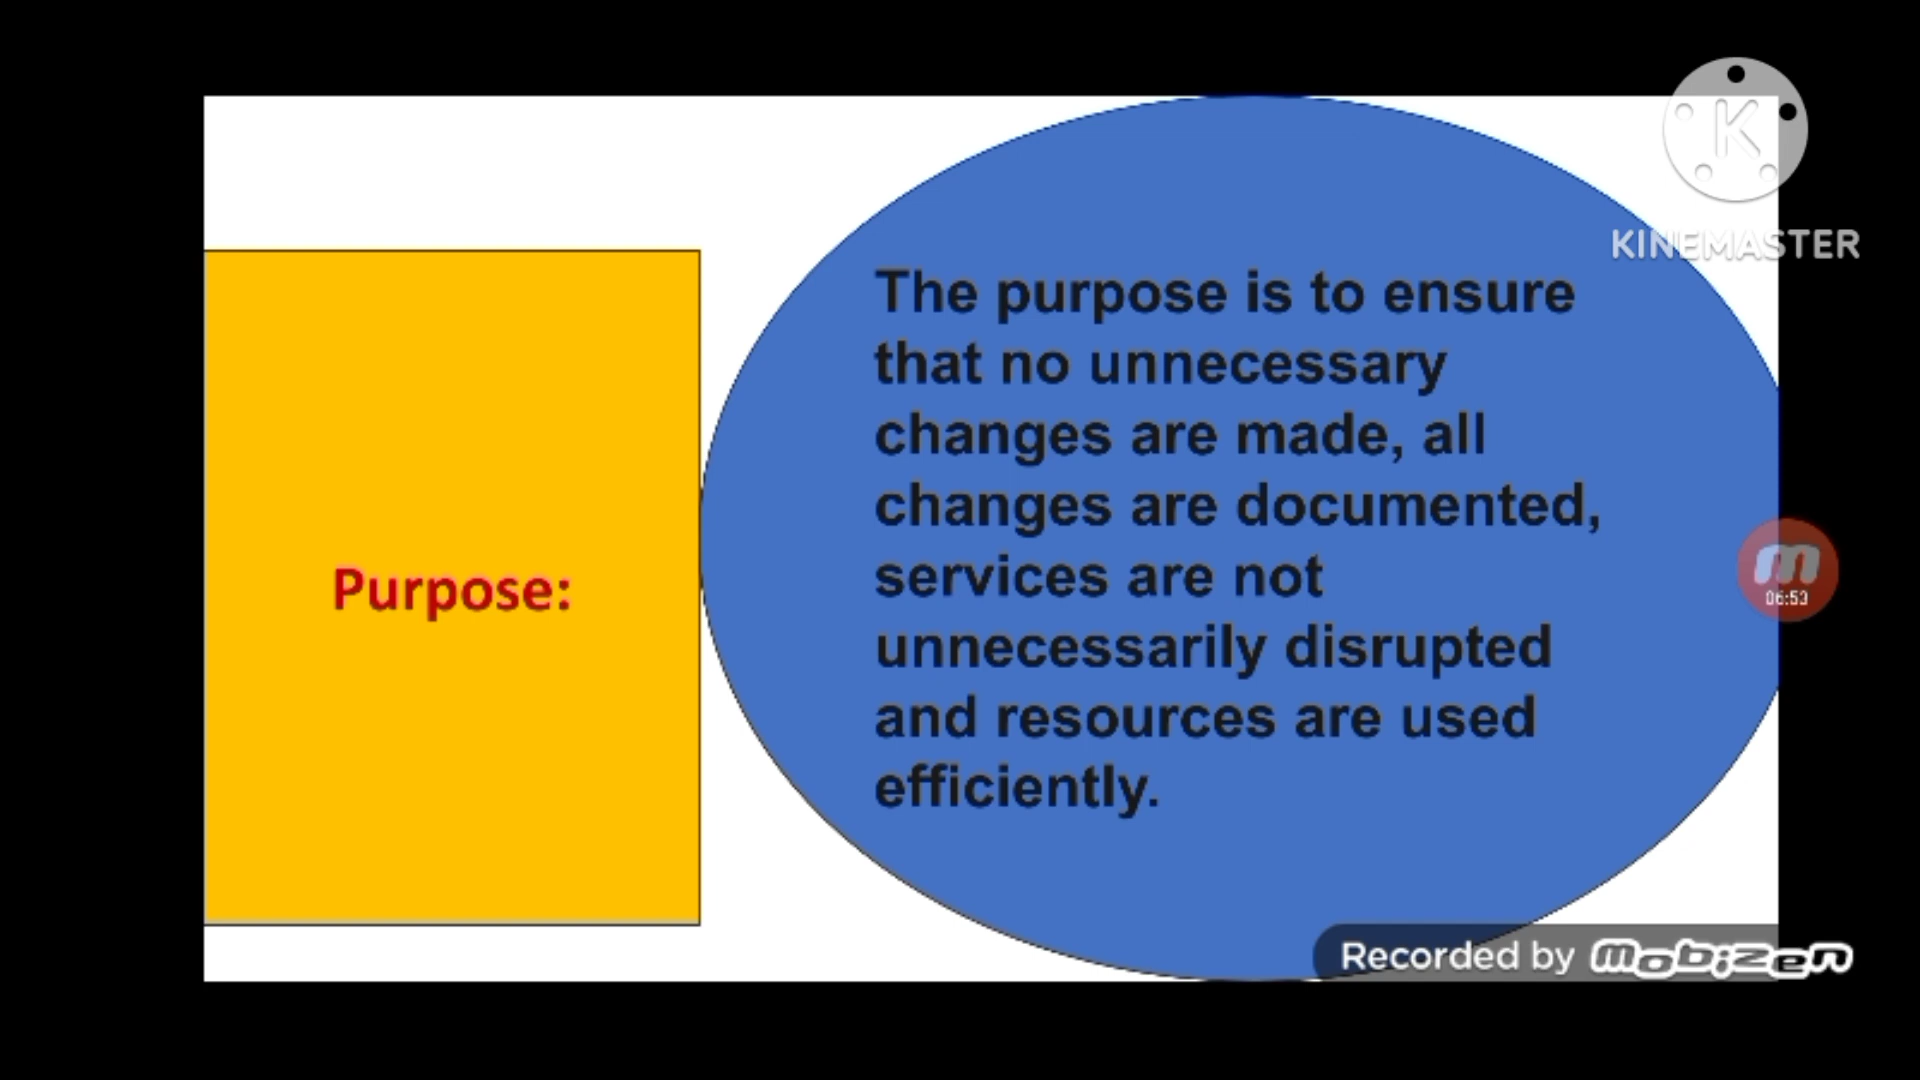 Purpose:
The purpose is to ensure
that no unnecessary
changes are made, all
changes are documented,
services are not
unnecessarily disrupted
and resources are used
efficiently.
K
KINEMASTER
m
06:53
Recorded by mobizen